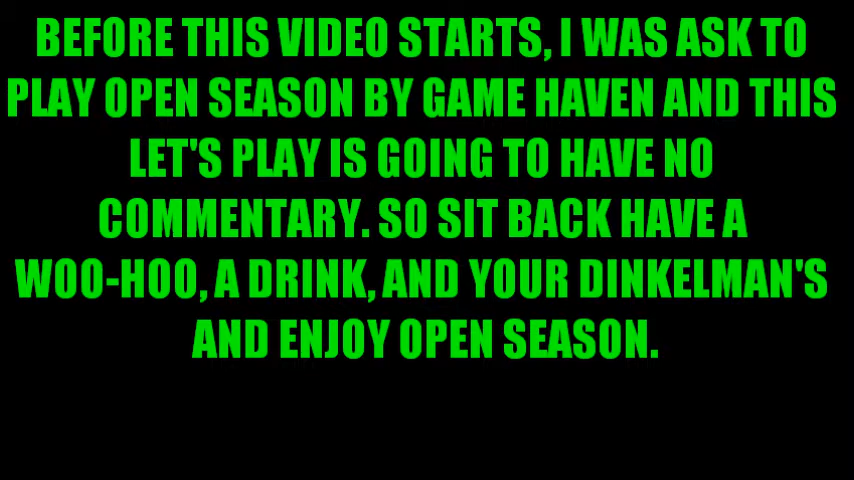 BEFORE THIS VIDEO STARTS, I WAS ASK TO
PLAY OPEN SEASON BY GAME HAVEN AND THIS
LET'S PLAY IS GOING TO HAVE NO
COMMENTARY. SO SIT BACK HAVE A
WOO-HOO, A DRINK, AND YOUR DINKELMAN'S
AND ENJOY OPEN SEASON.